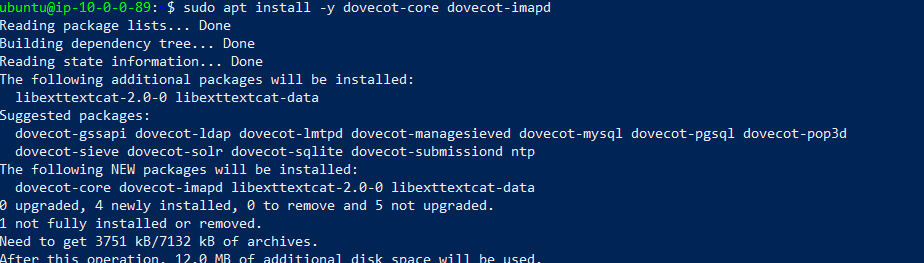 ubuntu@ip-10-0-0-89:~$ sudo apt install -y dovecot-core dovecot-imapd
Reading package lists... Done
Building dependency tree... Done
Reading state information... Done
The following additional packages will be installed:
  libexttextcat-2.0-0 libexttextcat-data
Suggested packages:
  dovecot-gssapi dovecot-ldap dovecot-lmtpd dovecot-managesieved dovecot-mysql dovecot-pgsql dovecot-pop3d
  dovecot-sieve dovecot-solr dovecot-sqlite dovecot-submissiond ntp
The following NEW packages will be installed:
  dovecot-core dovecot-imapd libexttextcat-2.0-0 libexttextcat-data
0 upgraded, 4 newly installed, 0 to remove and 5 not upgraded.
1 not fully installed or removed.
Need to get 3751 kB/7132 kB of archives.
After this operation, 12.0 MB of additional disk space will be used.